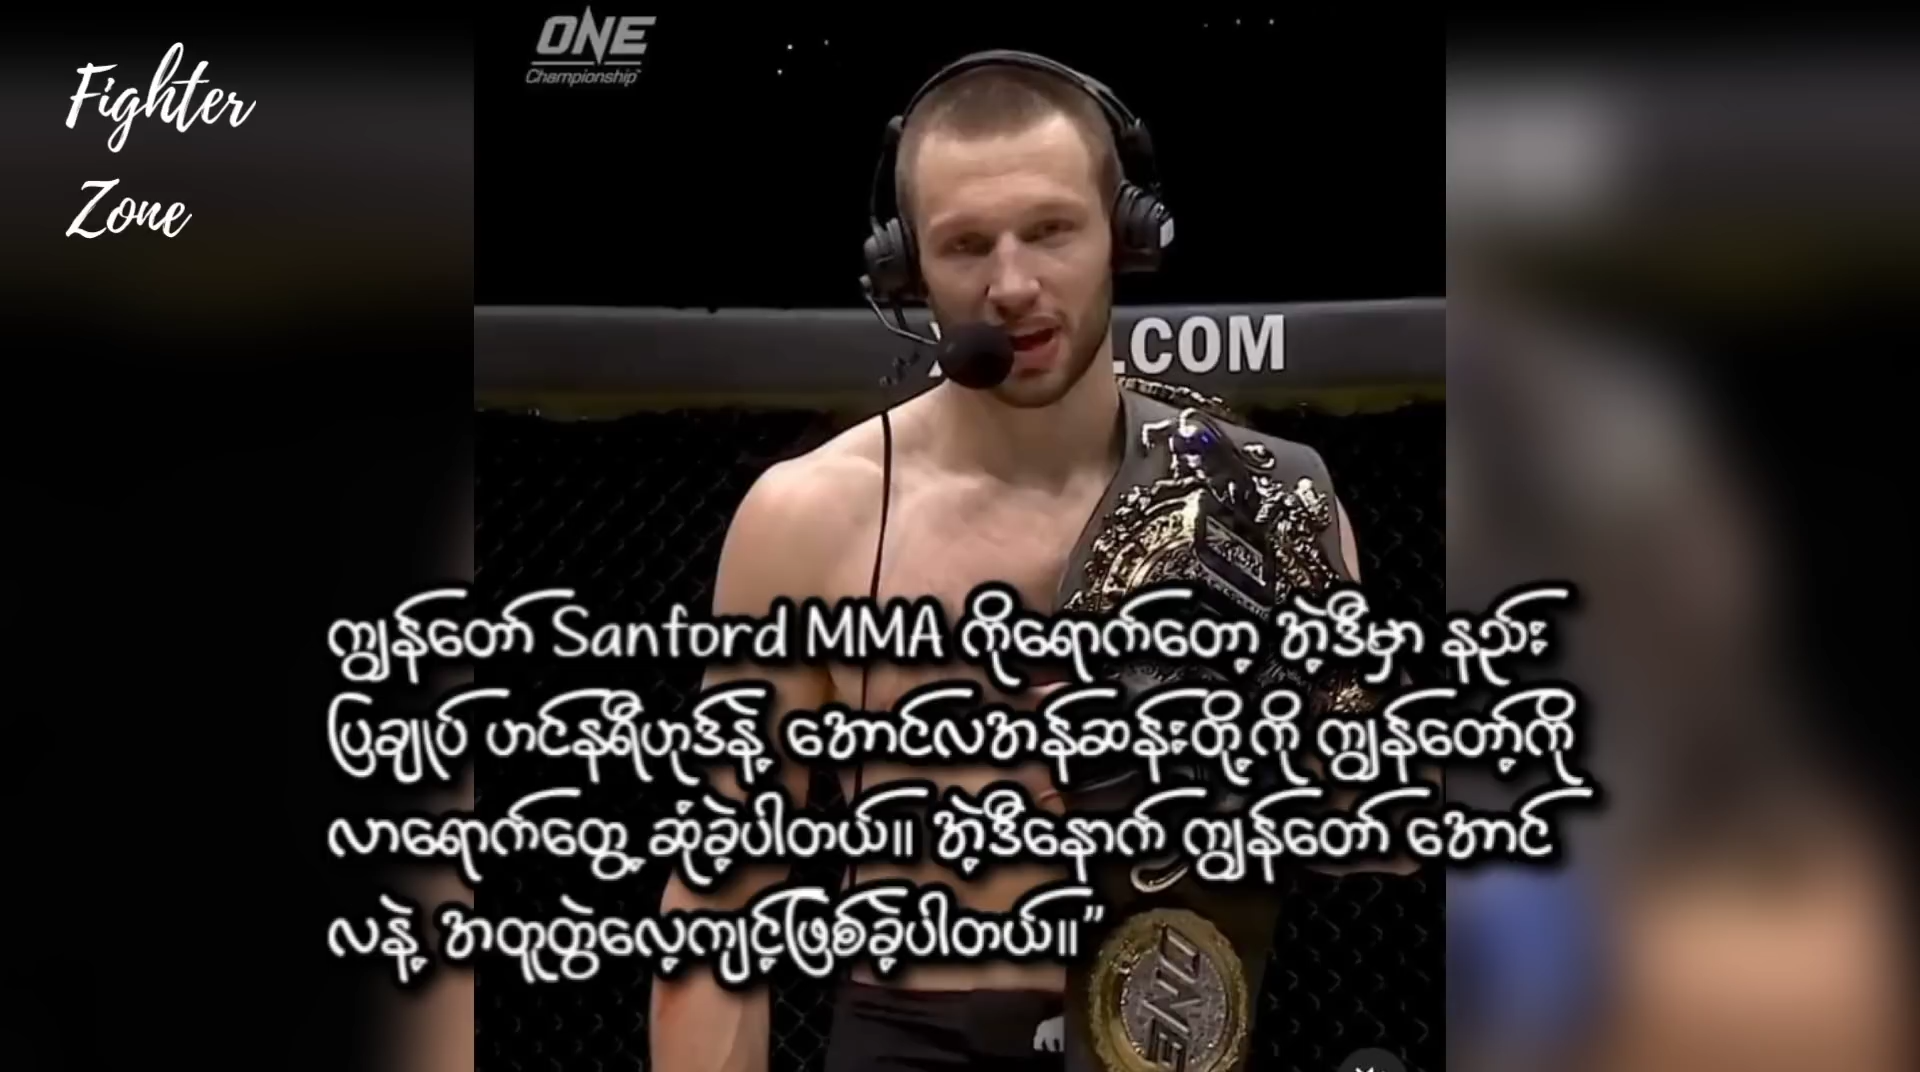 Fighter
Zone
ONE
Championship
.COM
ကျွန်တော် Sanford MMA ကိုရောက်တော့ အဲ့ဒီမှာ နည်း
ပြချုပ် ဟင်နရီဟုဒ်နဲ့ အောင်လအန်ဆန်းတို့ကို ကျွန်တော့်ကို
လာရောက်တွေ့ ဆုံခဲ့ပါတယ်။ အဲ့ဒီနောက် ကျွန်တော် အောင်
လနဲ့ အတူတွဲလေ့ကျင့်ဖြစ်ခဲ့ပါတယ်။”
ONE